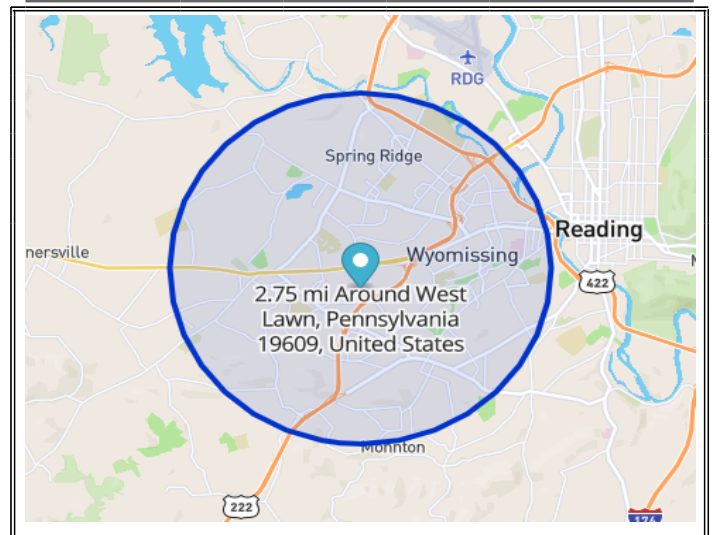 RDG
Spring Ridge
Reading
nersville
Wyomissing
422
2.75 mi Around West
Lawn, Pennsylvania
19609, United States
Mohnton
222
176